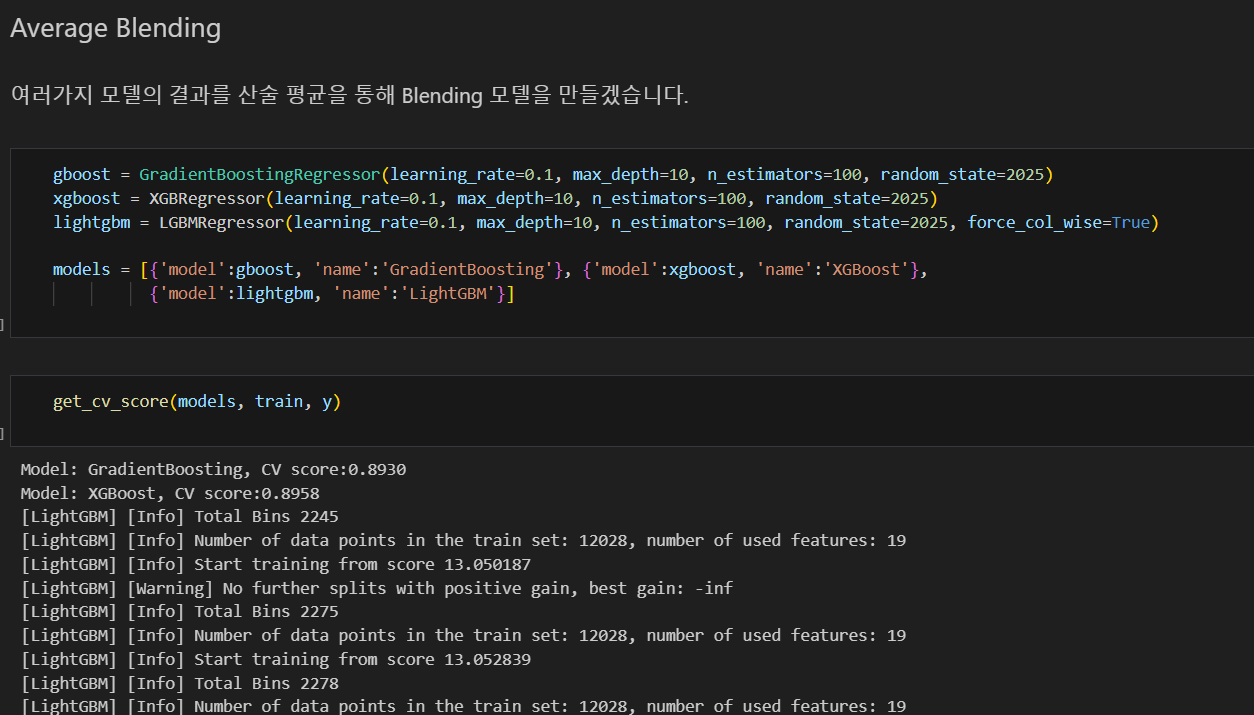 Average Blending
여러가지 모델의 결과를 산술 평균을 통해 Blending 모델을 만들겠습니다.
gboost = GradientBoostingRegressor(learning_rate=0.1, max_depth=10, n_estimators=100, random_state=2025)
xgboost = XGBRegressor(learning_rate=0.1, max_depth=10, n_estimators=100, random_state=2025)
lightgbm = LGBMRegressor(learning_rate=0.1, max_depth=10, n_estimators=100, random_state=2025, force_col_wise=True)
models = [{'model':gboost, 'name':'GradientBoosting'}, {'model':xgboost, 'name':'XGBoost'},
{'model':lightgbm, 'name':'LightGBM'}]
]
get_cv_score(models, train, y)
]
Model: GradientBoosting, CV score:0.8930
Model: XGBoost, CV score:0.8958
[LightGBM] [Info] Total Bins 2245
[LightGBM] [Info] Number of data points in the train set: 12028, number of used features: 19
[LightGBM] [Info] Start training from score 13.050187
[LightGBM] [Warning] No further splits with positive gain, best gain: -inf
[LightGBM] [Info] Total Bins 2275
[LightGBM] [Info] Number of data points in the train set: 12028, number of used features: 19
[LightGBM] [Info] Start training from score 13.052839
[LightGBM] [Info] Total Bins 2278
[LightGBM] [Info] Number of data points in the train set: 12028, number of used features: 19